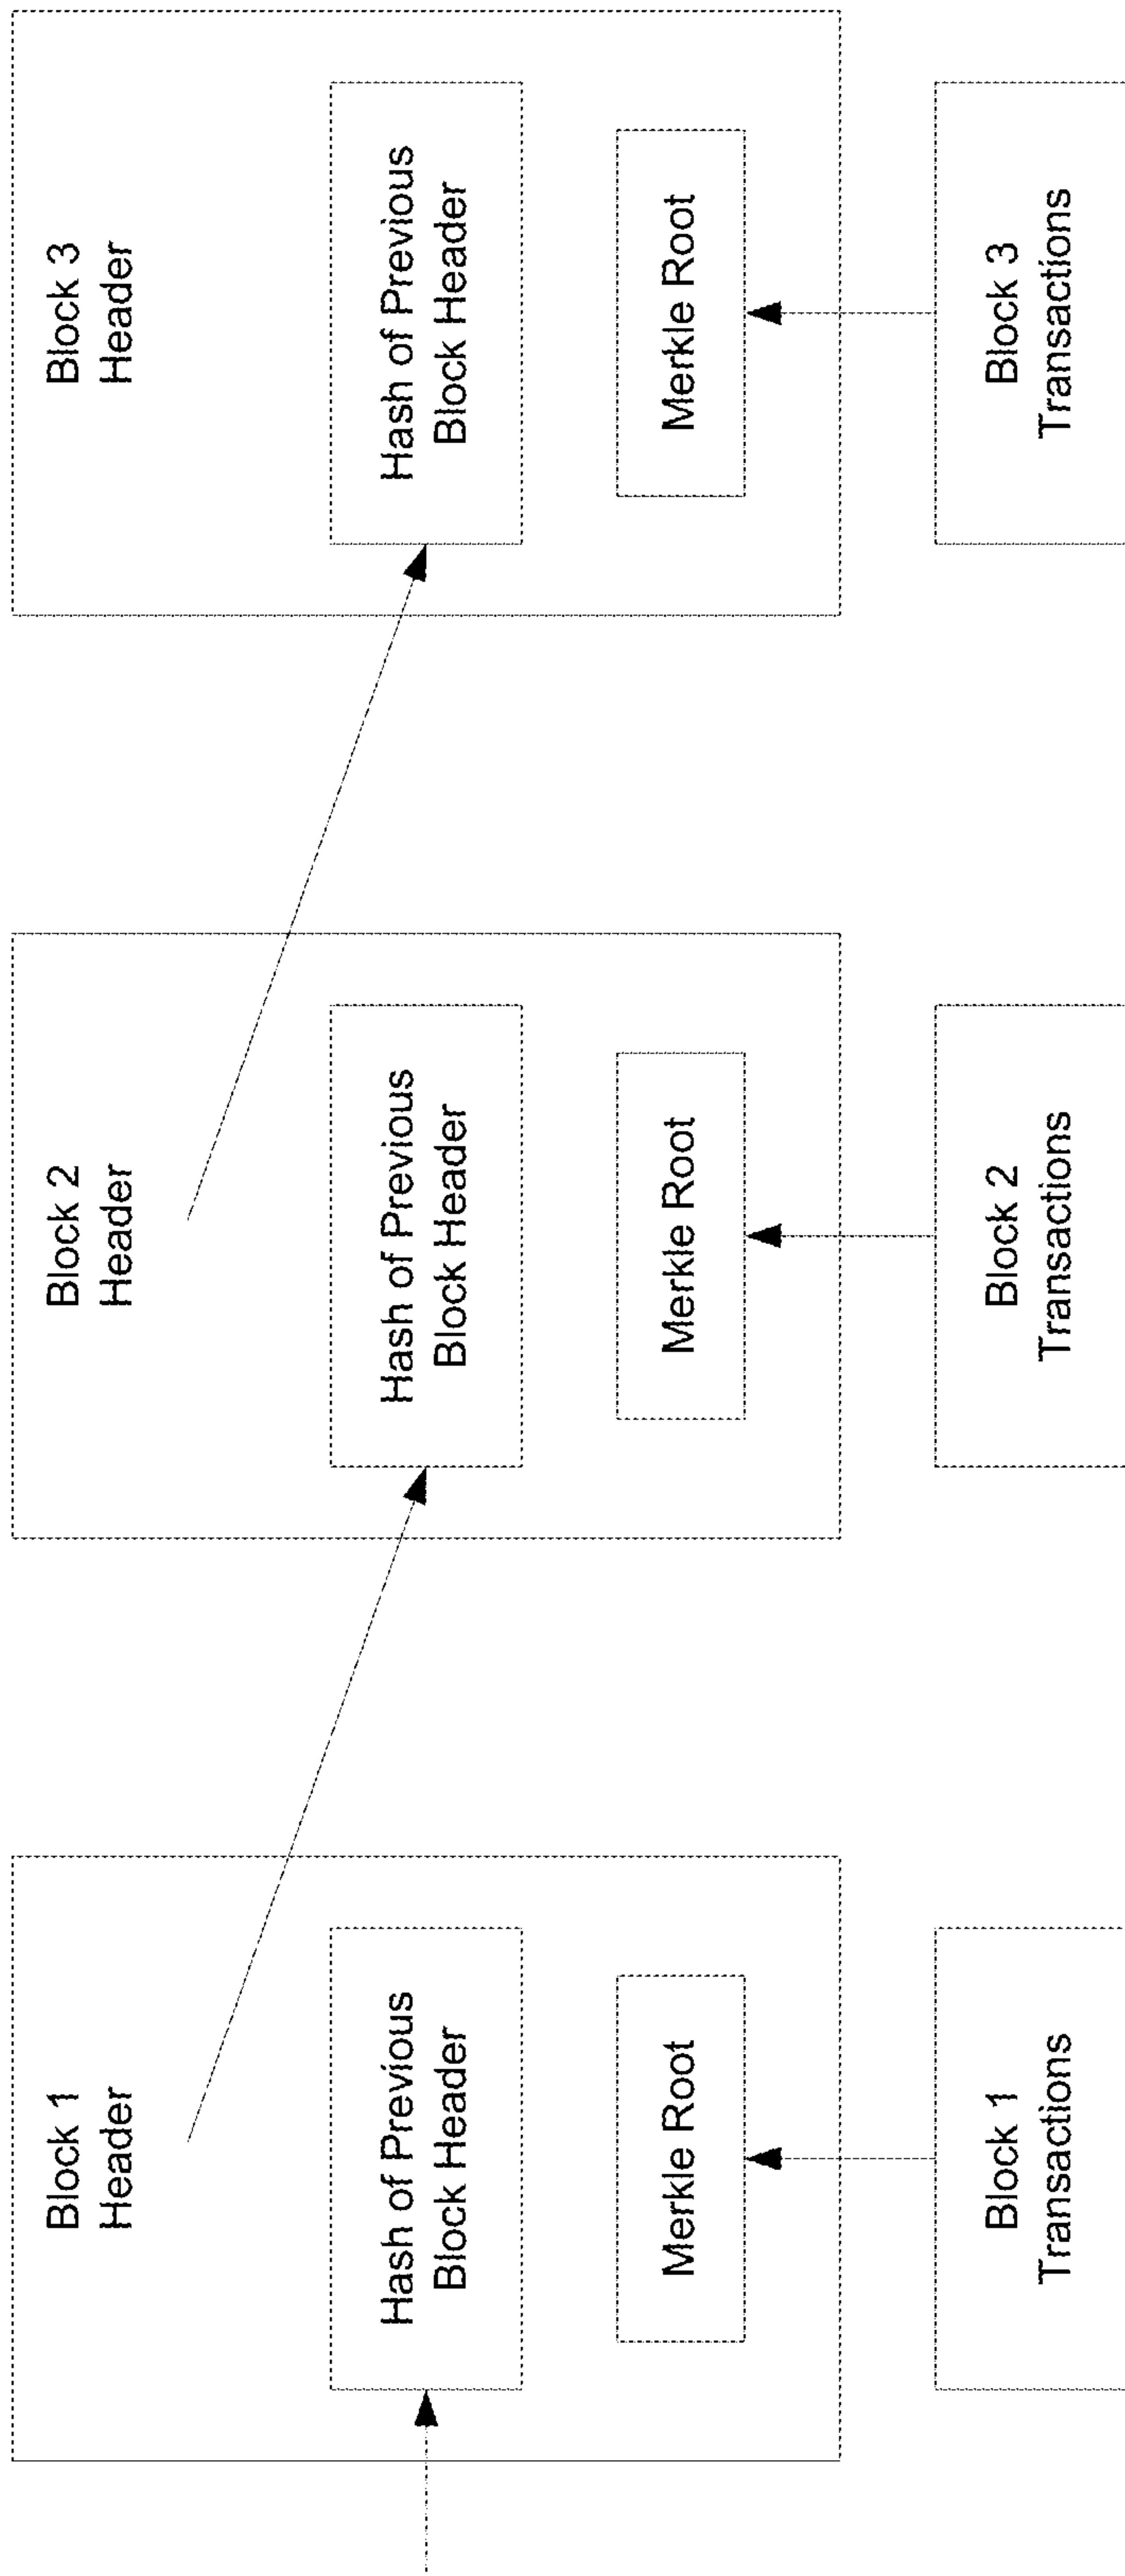 Block 1
Header
Hash of Previous
Block Header
Merkle Root
Block 1
Transactions
Block 2
Header
Hash of Previous
Block Header
Merkle Root
Block 2
Transactions
Block 3
Header
Hash of Previous
Block Header
Merkle Root
Block 3
Transactions